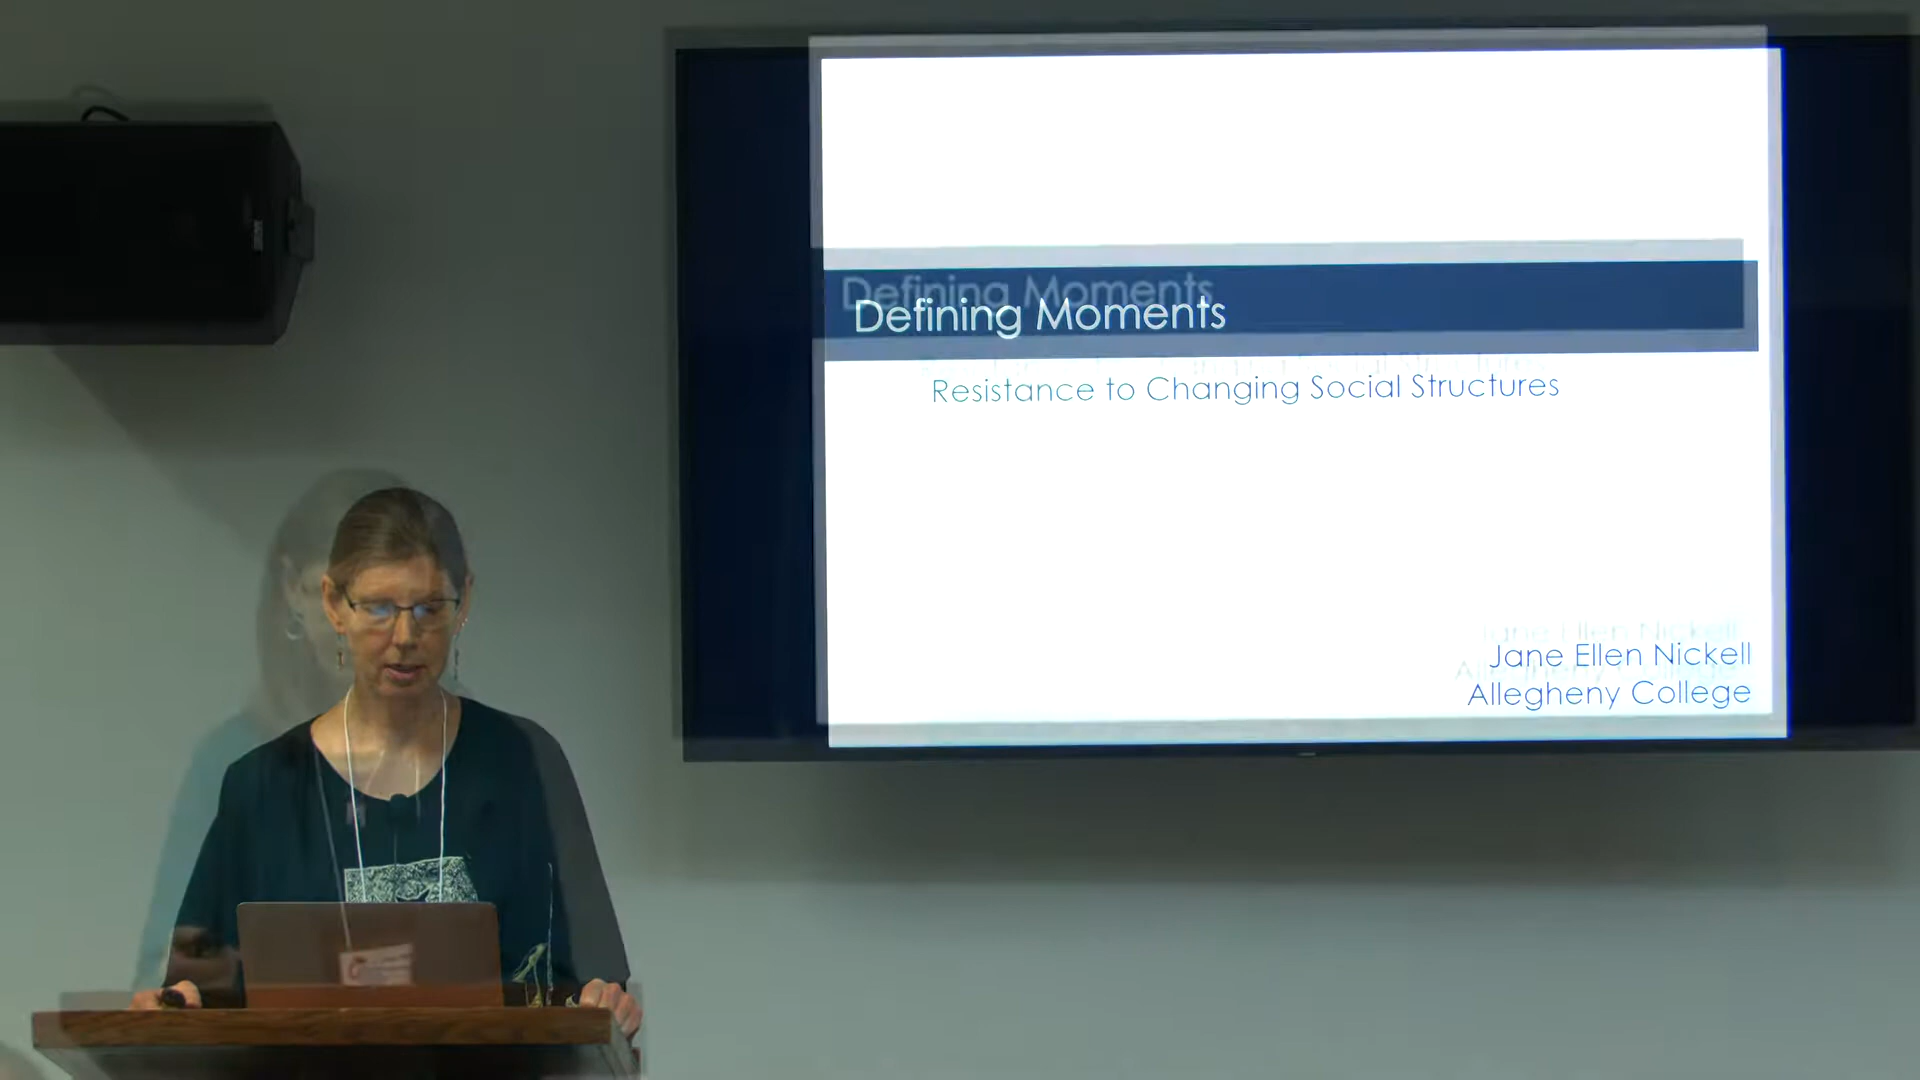 Defining Moments
Resistance to Changing Social Structures
Jane Ellen Nickell
Allegheny College